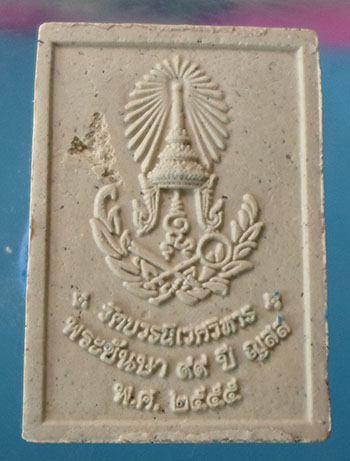 วัดบวรนิเวศวิหาร
พระชันษา ๙๙ ปี ญสส
พ.ศ. ๒๕๕๕